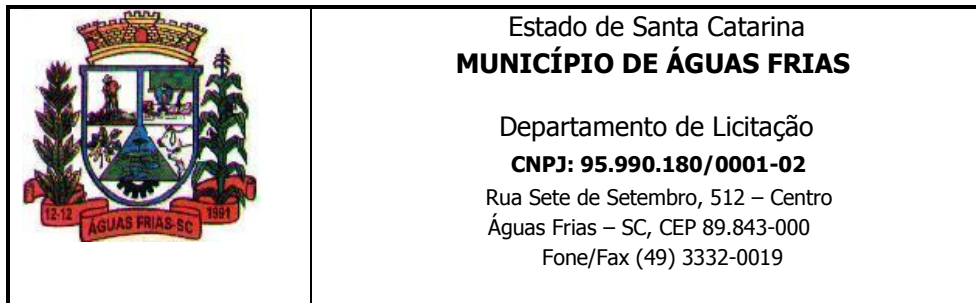 12-12
ÁGUAS FRIAS-SC
1991
Estado de Santa Catarina
MUNICÍPIO DE ÁGUAS FRIAS
Departamento de Licitação
CNPJ: 95.990.180/0001-02
Rua Sete de Setembro, 512 – Centro
Águas Frias – SC, CEP 89.843-000
Fone/Fax (49) 3332-0019